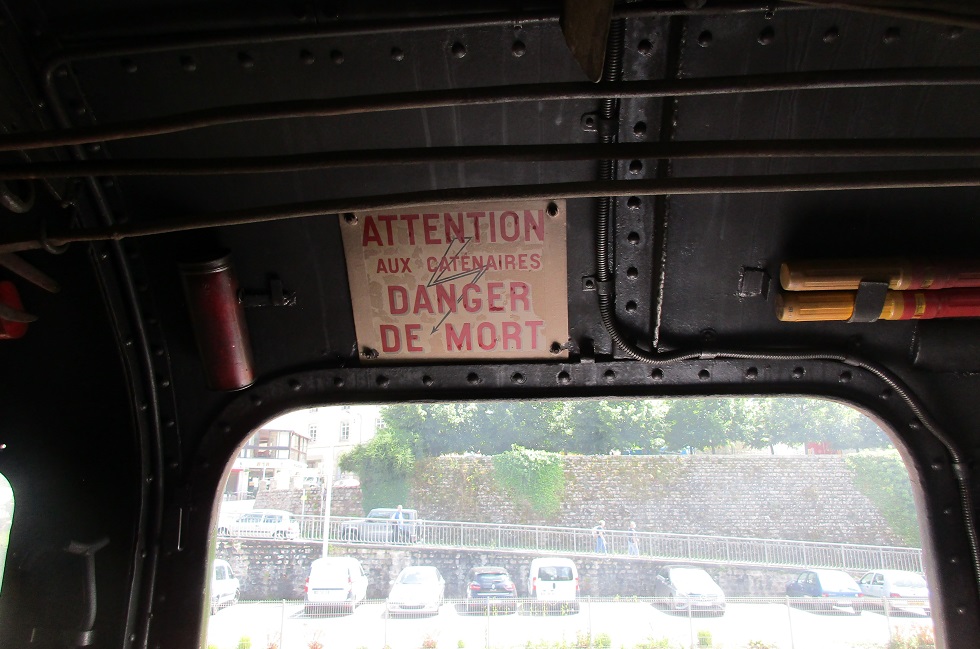 ATTENTION
AUX CATÉNAIRES
DANGER
DE MORT